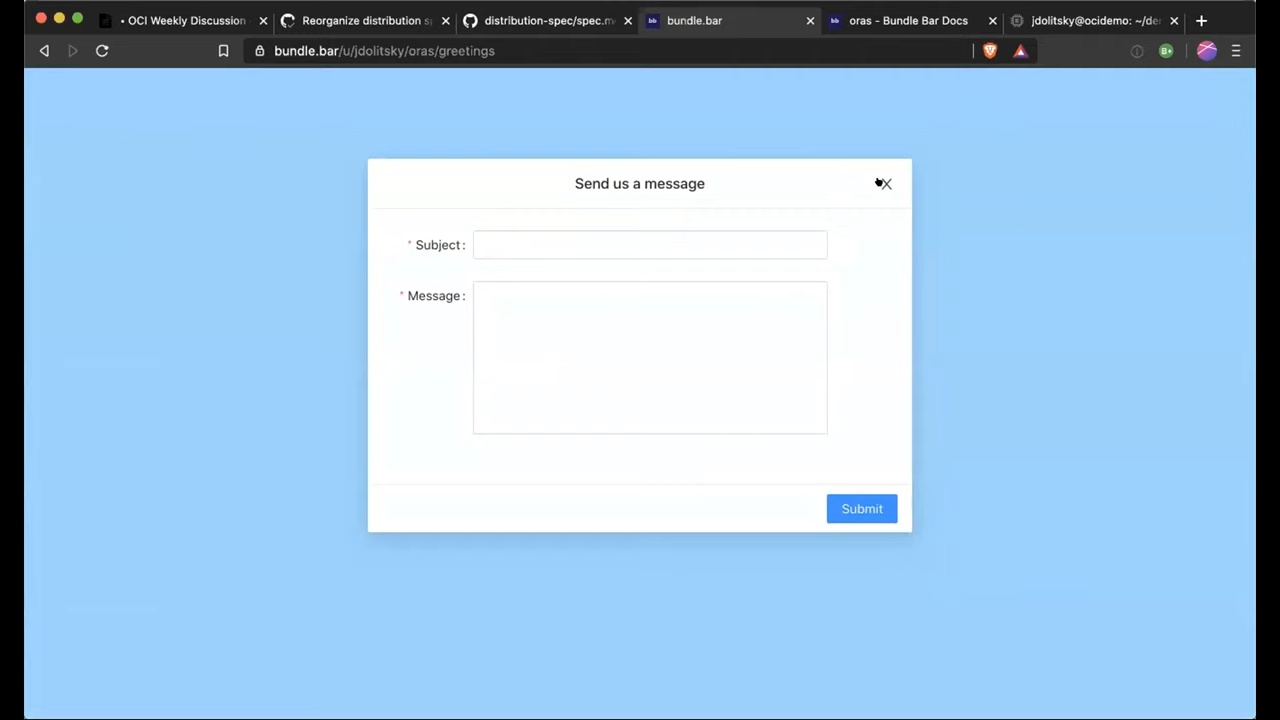 • OCI Weekly Discussion
Reorganize distribution s
distribution-spec/spec.m
bundle.bar
bb oras - Bundle Bar Docs
jdolitsky@ocidemo: ~/de
bundle.bar/u/jdolitsky/oras/greetings
Send us a message
* Subject :
* Message :
Submit